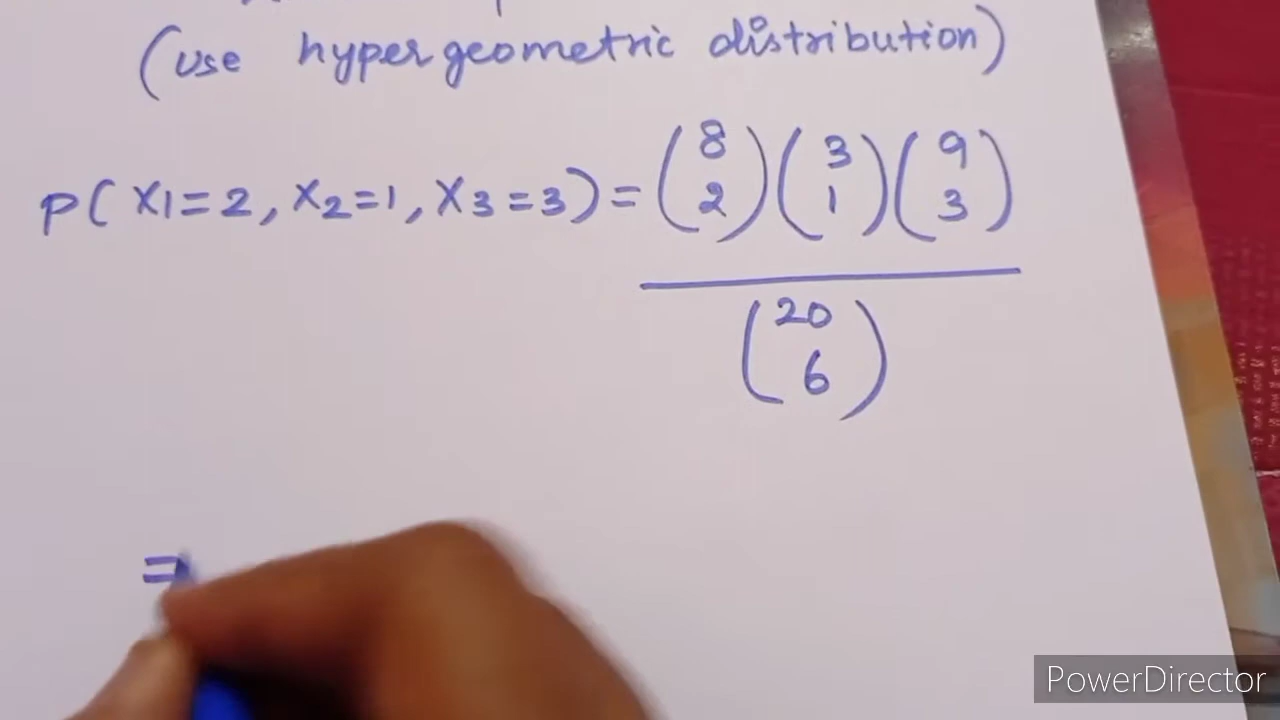 (use hypergeometric distribution)
P(X1=2, X2=1, X3=3) = (8 2)(3 1)(9 3)
(20 6)
=
PowerDirector